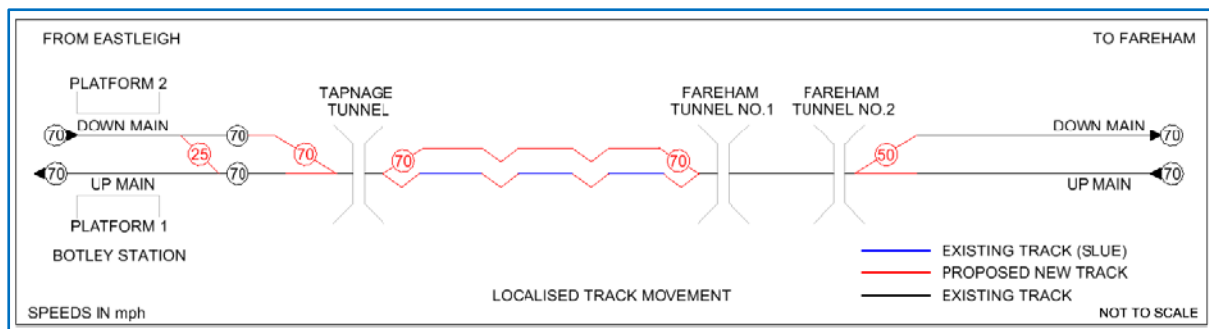 FROM EASTLEIGH
TO FAREHAM
PLATFORM 2
TAPNAGE
TUNNEL
FAREHAM
TUNNEL NO.1
FAREHAM
TUNNEL NO.2
70
DOWN MAIN
70
DOWN MAIN
70
25
70
70
70
50
70
UP MAIN
70
UP MAIN
70
PLATFORM 1
BOTLEY STATION
EXISTING TRACK (SLUE)
PROPOSED NEW TRACK
LOCALISED TRACK MOVEMENT
EXISTING TRACK
SPEEDS IN mph
NOT TO SCALE